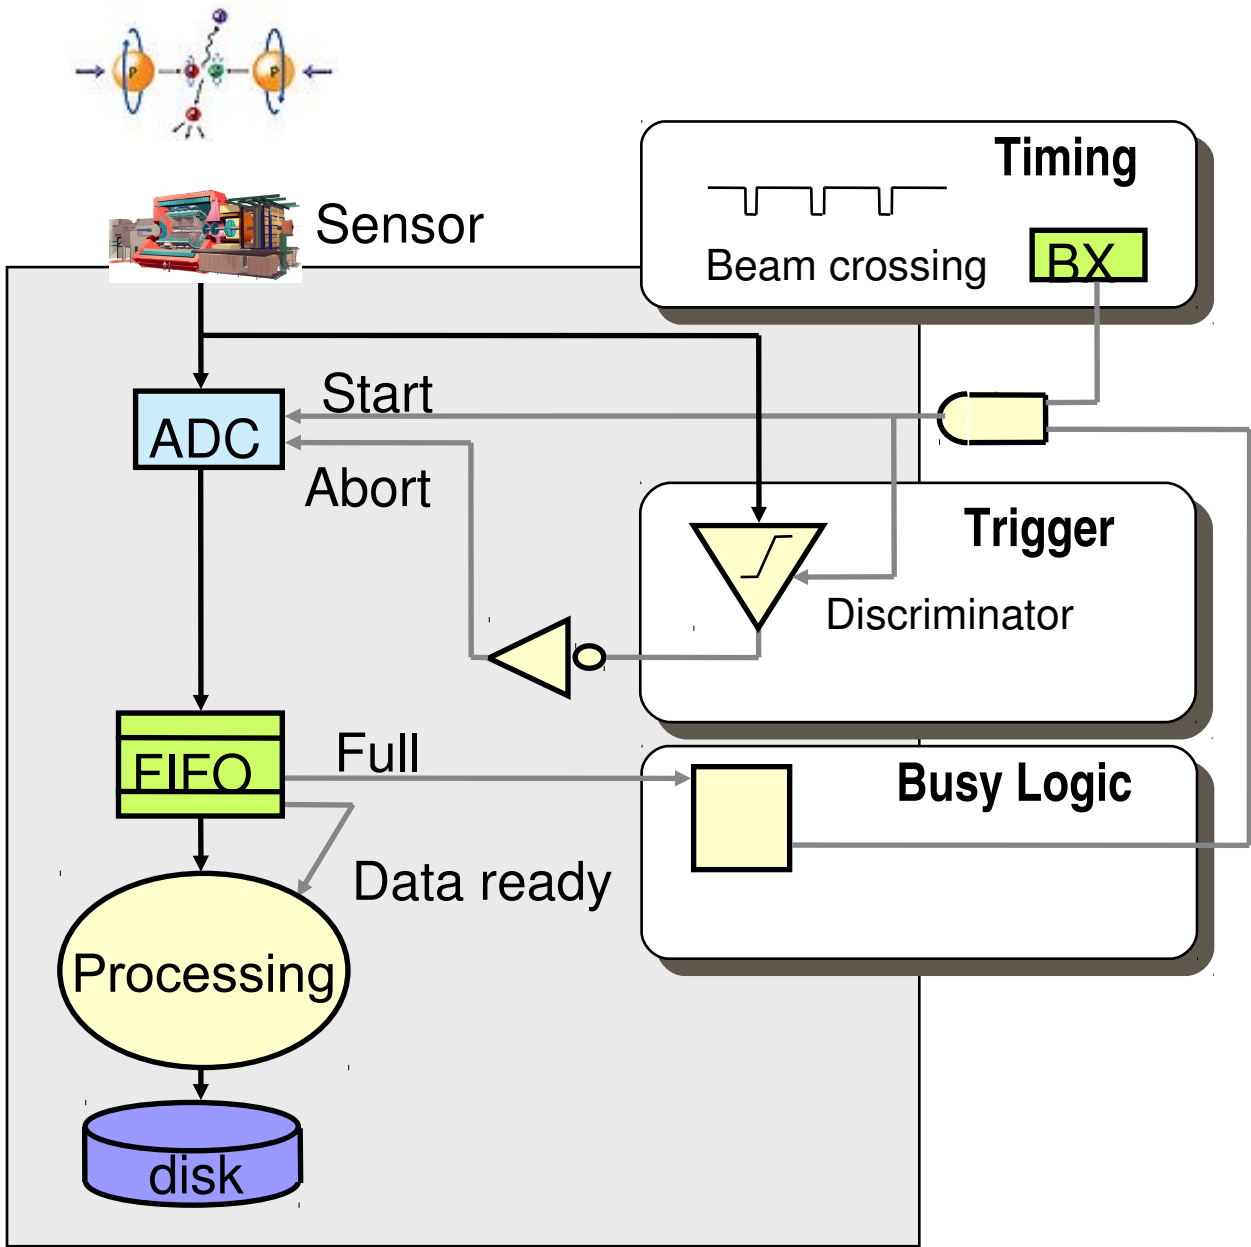 P
P
Timing
Sensor
Beam crossing
BX
Start
ADC
Abort
Trigger
Discriminator
Full
FIFO
Busy Logic
Data ready
Processing
disk